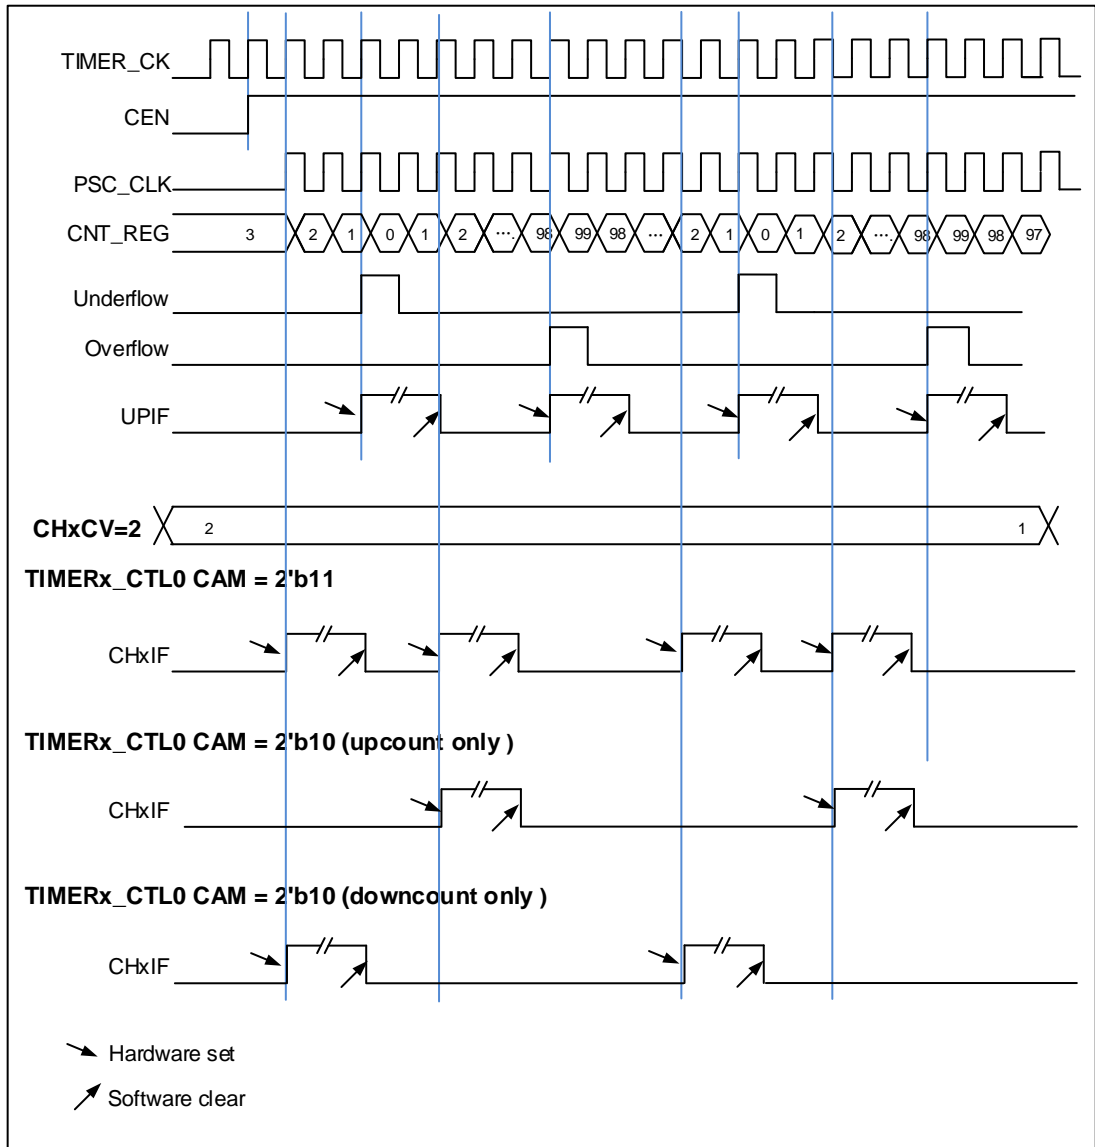 TIMER_CK
CEN
PSC_CLK
CNT_REG 3 2 1 0 1 2 .... 98 99 98 ... 2 1 0 1 2 .... 98 99 98 97
Underflow
Overflow
UPIF
CHxCV=2 2 1
TIMERx_CTL0 CAM = 2'b11
CHxIF
TIMERx_CTL0 CAM = 2'b10 (upcount only )
CHxIF
TIMERx_CTL0 CAM = 2'b10 (downcount only )
CHxIF
Hardware set
Software clear